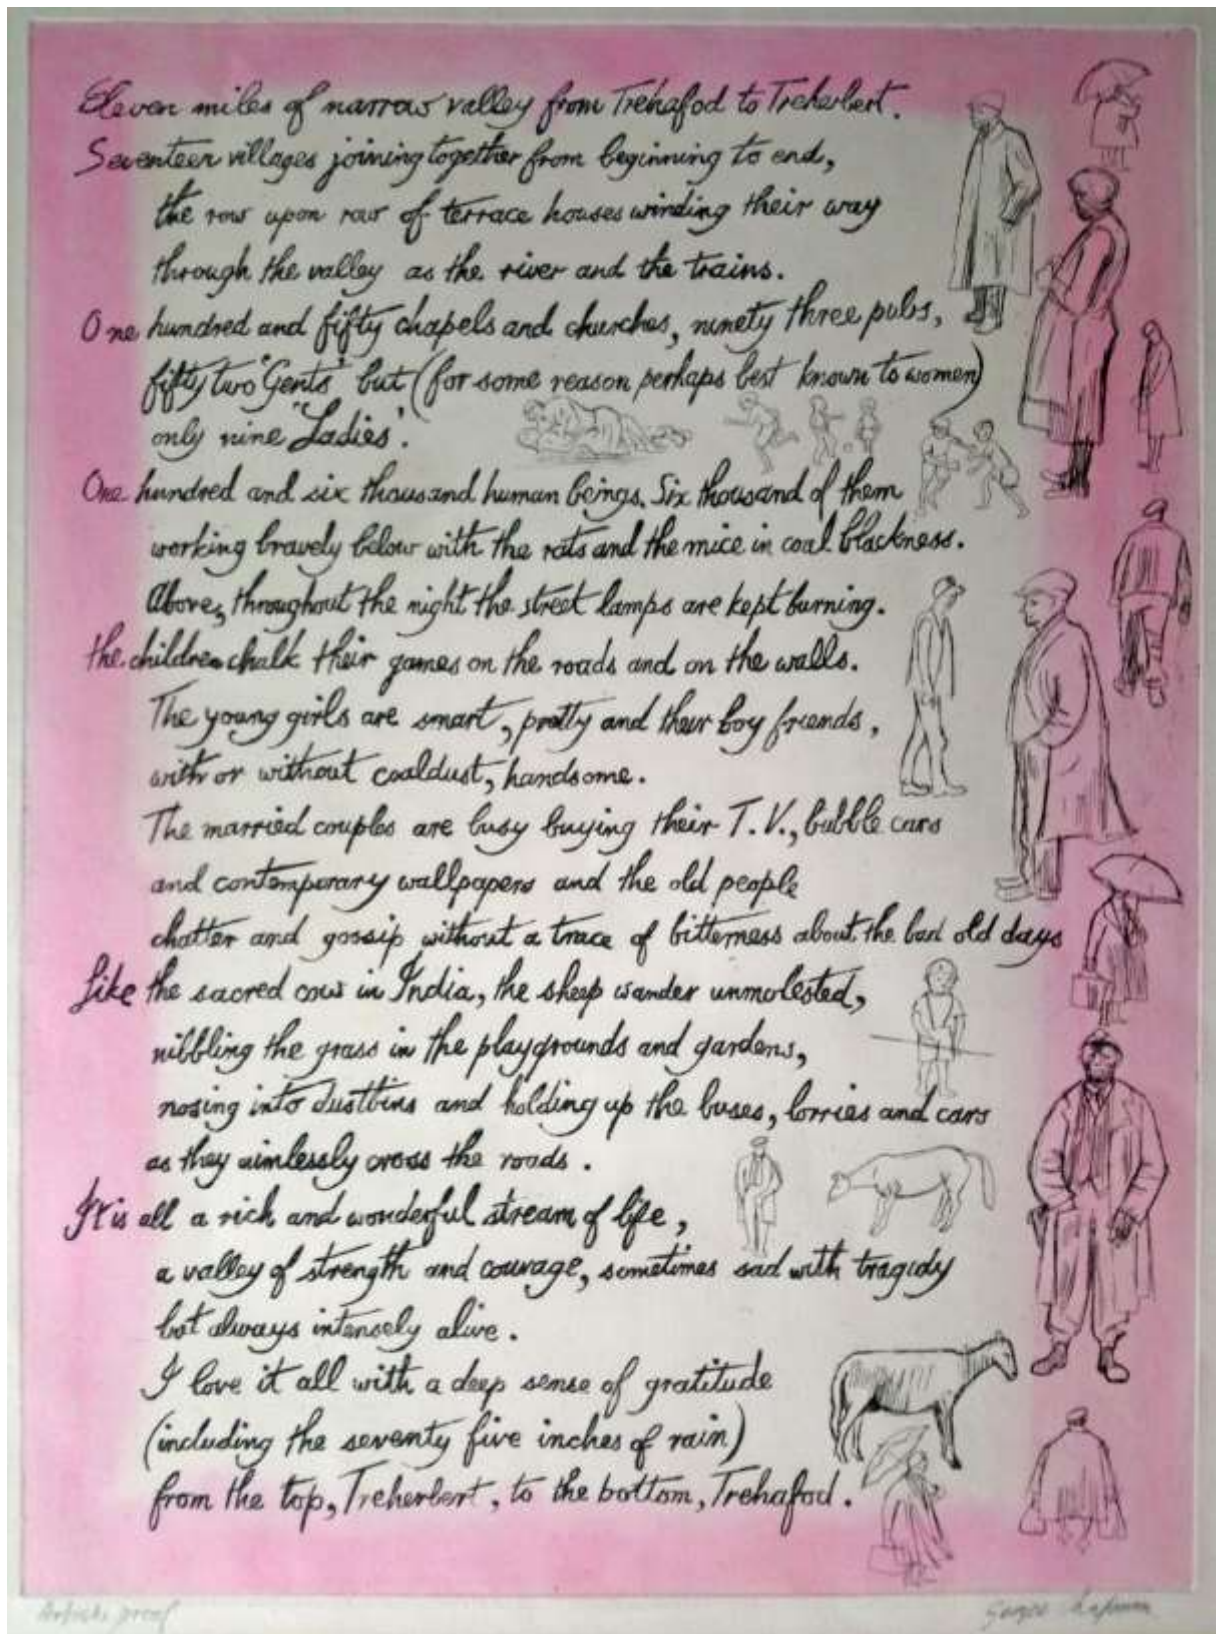 Eleven miles of narrow valley from Trehafod to Treherbert.
Seventeen villages joining together from beginning to end,
the row upon row of terrace houses winding their way
through the valley as the river and the trains.
One hundred and fifty chapels and churches, ninety three pubs,
fifty two "Gents" but (for some reason perhaps best known to women)
only nine "Ladies".
One hundred and six thousand human beings. Six thousand of them
working bravely below with the rats and the mice in coal blackness.
Above, throughout the night the street lamps are kept burning.
the children chalk their games on the roads and on the walls.
The young girls are smart, pretty and their boy friends,
with or without coaldust, handsome.
The married couples are busy buying their T.V., bubble cars
and contemporary wallpapers and the old people
chatter and gossip without a trace of bitterness about the bad old days
Like the sacred cow in India, the sheep wander unmolested,
nibbling the grass in the playgrounds and gardens,
nosing into dustbins and holding up the buses, lorries and cars
as they aimlessly cross the roads.
It is all a rich and wonderful stream of life,
a valley of strength and courage, sometimes sad with tragidy
but always intensely alive.
I love it all with a deep sense of gratitude
(including the seventy five inches of rain)
from the top, Treherbert, to the bottom, Trehafod.
Artists proof
George Chapman